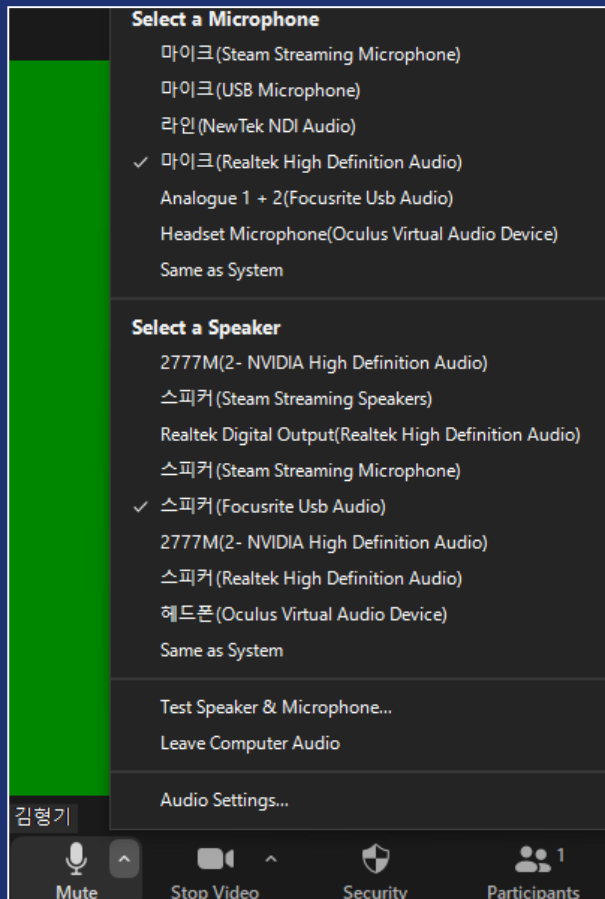 Select a Microphone
마이크(Steam Streaming Microphone)
마이크(USB Microphone)
라인(NewTek NDI Audio)
마이크(Realtek High Definition Audio)
Analogue 1 + 2(Focusrite Usb Audio)
Headset Microphone(Oculus Virtual Audio Device)
Same as System
Select a Speaker
2777M(2- NVIDIA High Definition Audio)
스피커(Steam Streaming Speakers)
Realtek Digital Output(Realtek High Definition Audio)
스피커(Steam Streaming Microphone)
스피커(Focusrite Usb Audio)
2777M(2- NVIDIA High Definition Audio)
스피커(Realtek High Definition Audio)
헤드폰(Oculus Virtual Audio Device)
Same as System
Test Speaker & Microphone...
Leave Computer Audio
Audio Settings...
김형기
1
Mute Stop Video Security Participants